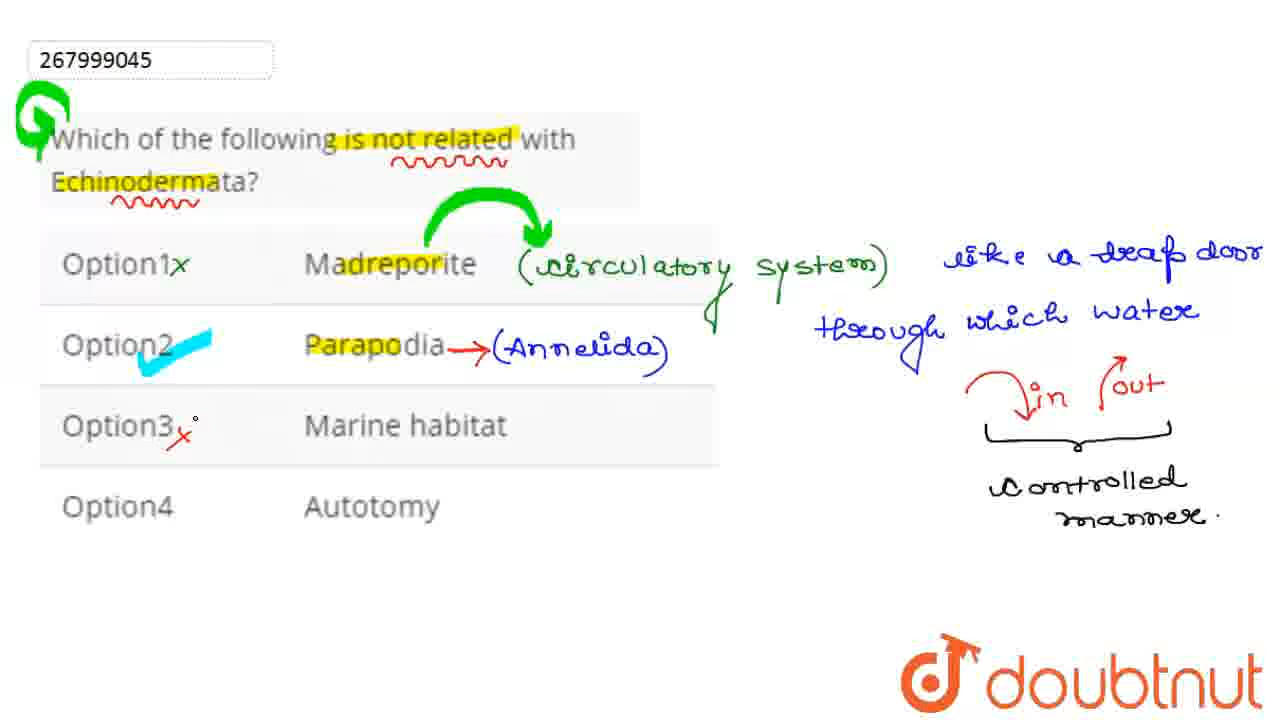 267999045
Which of the following is not related with
Echinodermata?
Option1 x Madreporite (circulatory system) like a trap door
through which water
Option2 Parapodia → (Annelida)
in out
Option3 x Marine habitat
controlled
manner.
Option4 Autotomy
doubtnut